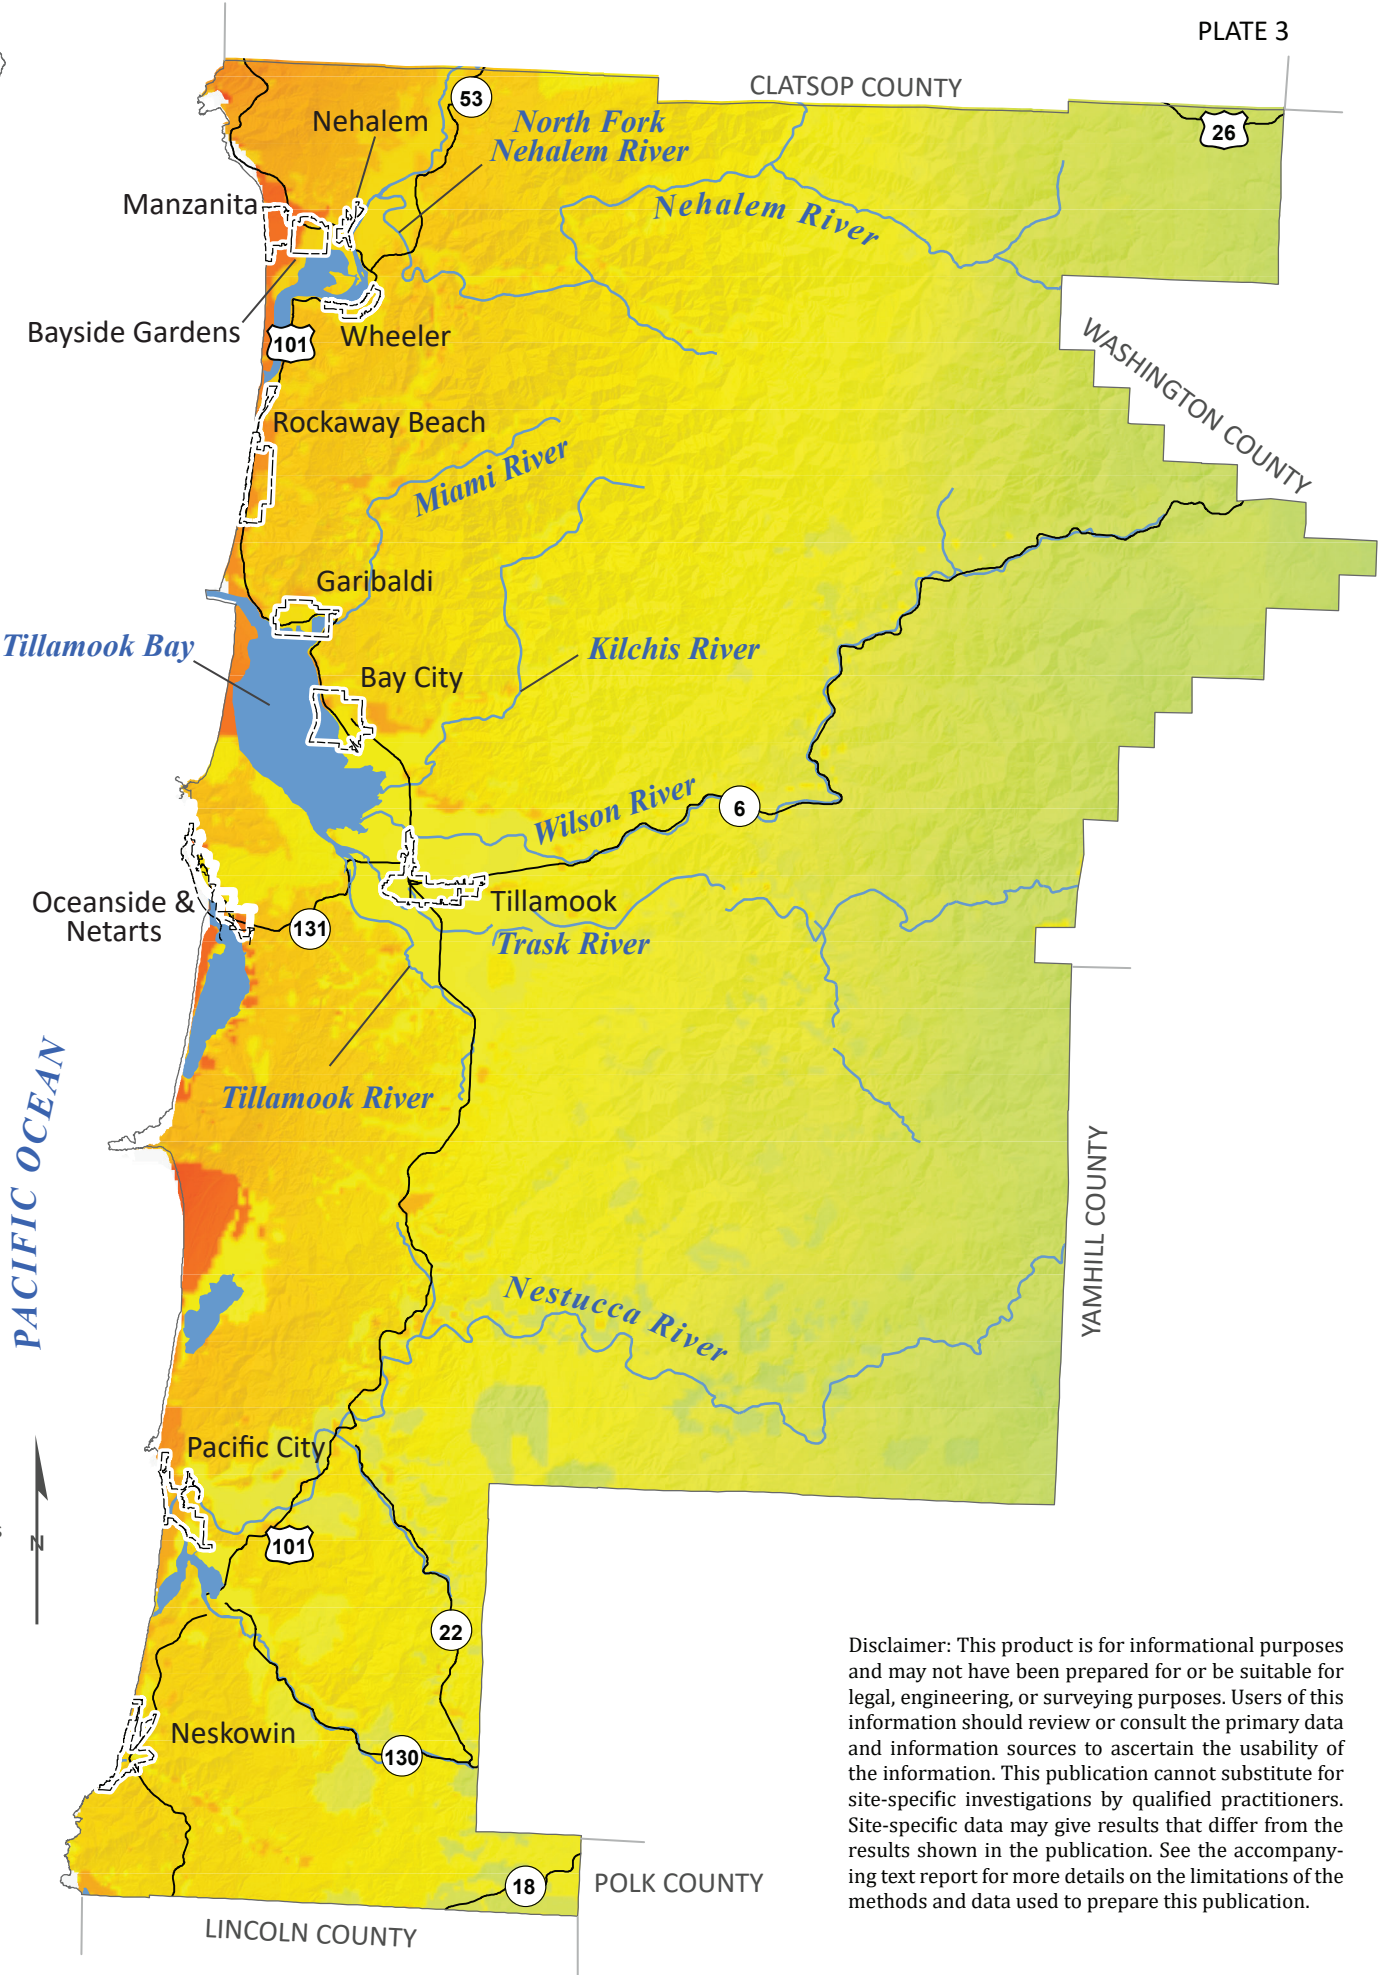 PLATE 3
CLATSOP COUNTY
53
26
Nehalem
North Fork
Nehalem River
Manzanita
Nehalem River
Bayside Gardens
101
Wheeler
WASHINGTON COUNTY
Rockaway Beach
Miami River
Garibaldi
Tillamook Bay
Kilchis River
Bay City
Wilson River
6
Oceanside &
Netarts
Tillamook
131
Trask River
PACIFIC OCEAN
Tillamook River
YAMHILL COUNTY
Nestucca River
Pacific City
N
101
22
Neskowin
130
18
POLK COUNTY
LINCOLN COUNTY
Disclaimer: This product is for informational purposes
and may not have been prepared for or be suitable for
legal, engineering, or surveying purposes. Users of this
information should review or consult the primary data
and information sources to ascertain the usability of
the information. This publication cannot substitute for
site-specific investigations by qualified practitioners.
Site-specific data may give results that differ from the
results shown in the publication. See the accompany-
ing text report for more details on the limitations of the
methods and data used to prepare this publication.